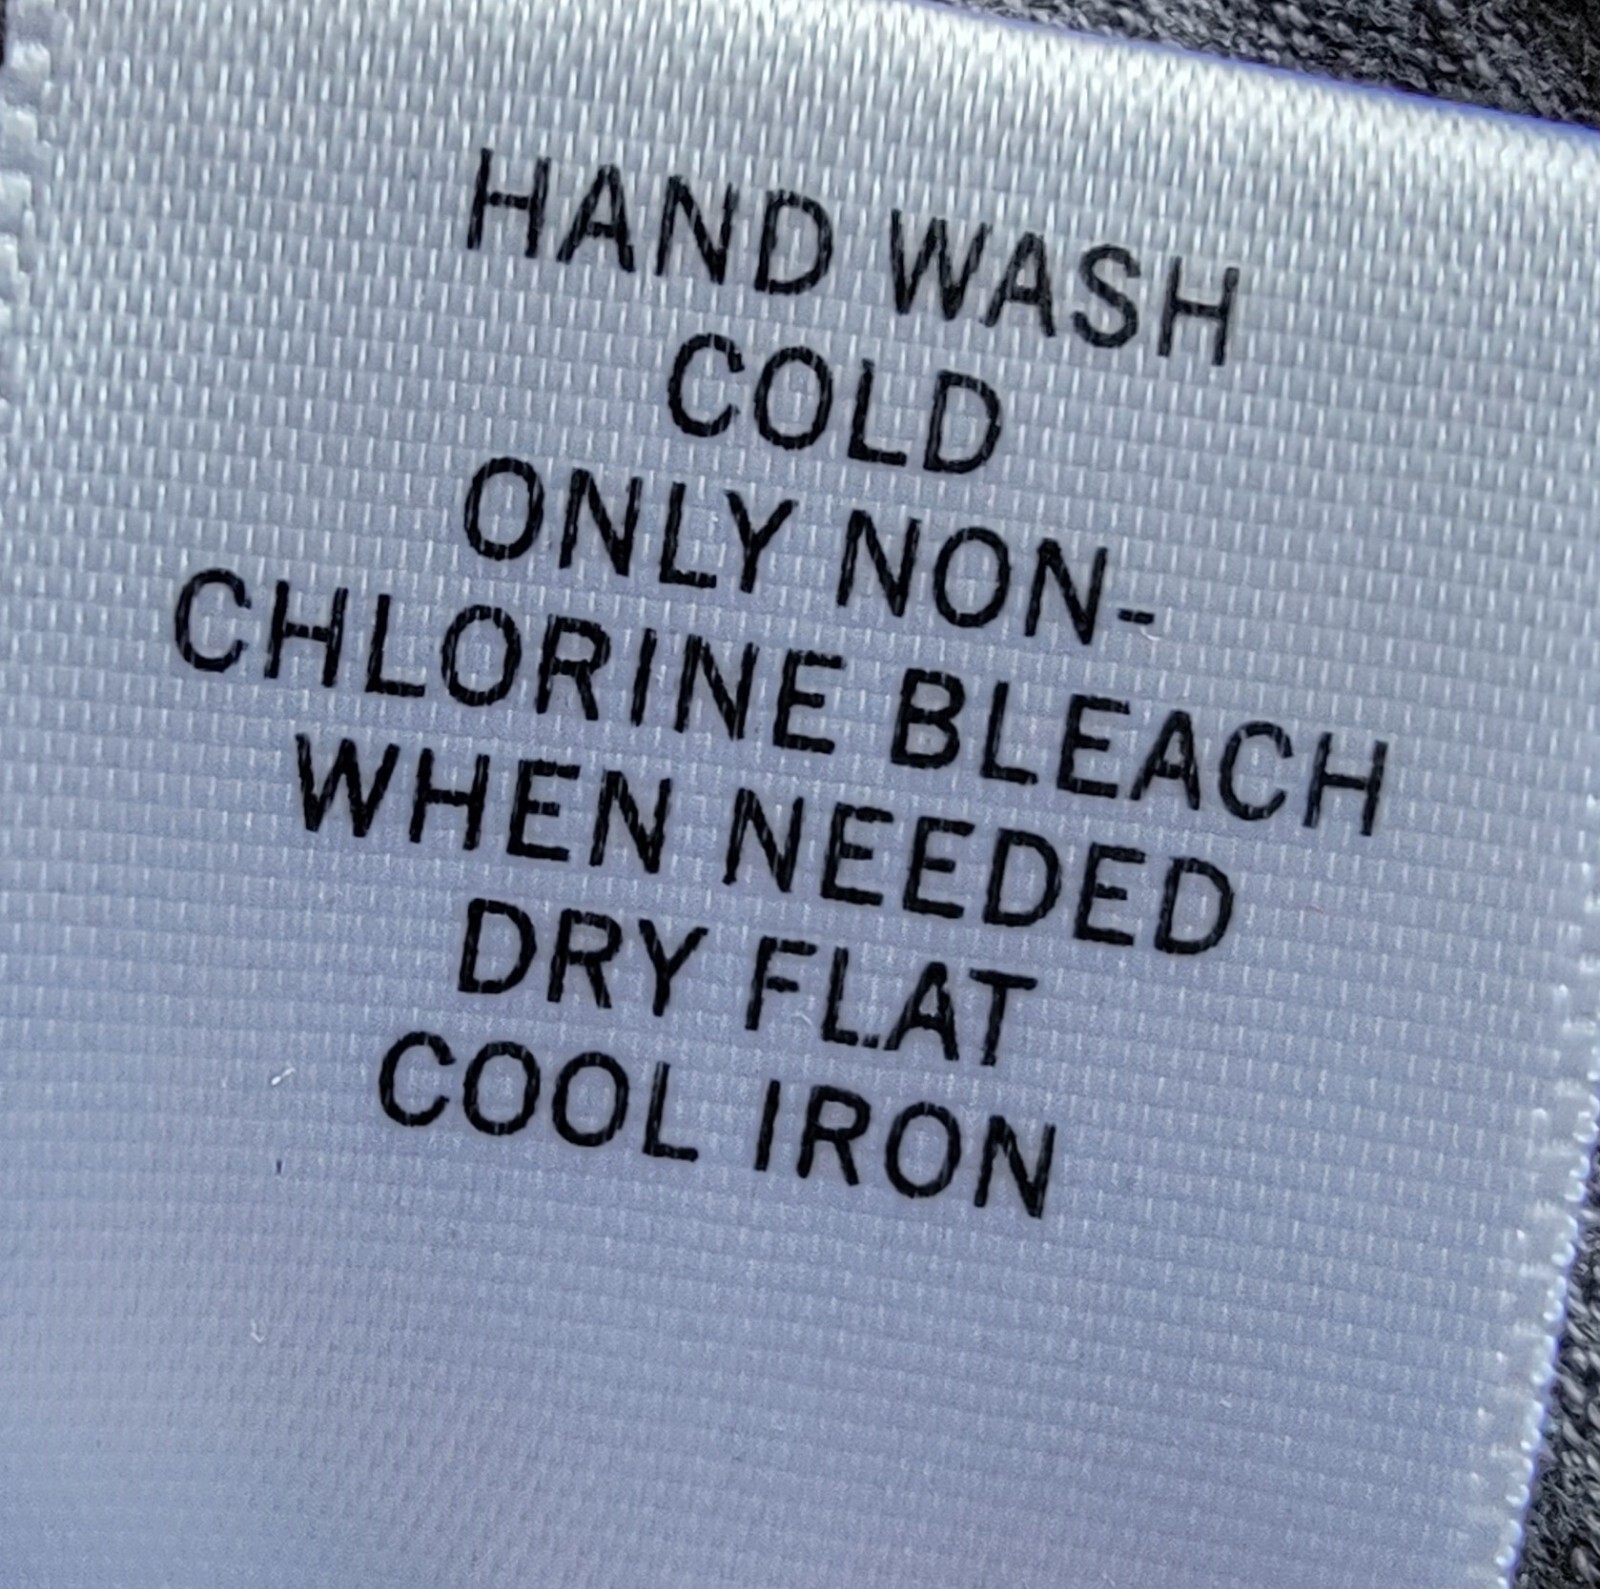 HAND WASH
COLD
ONLY NON-
CHLORINE BLEACH
WHEN NEEDED
DRY FLAT
COOL IRON